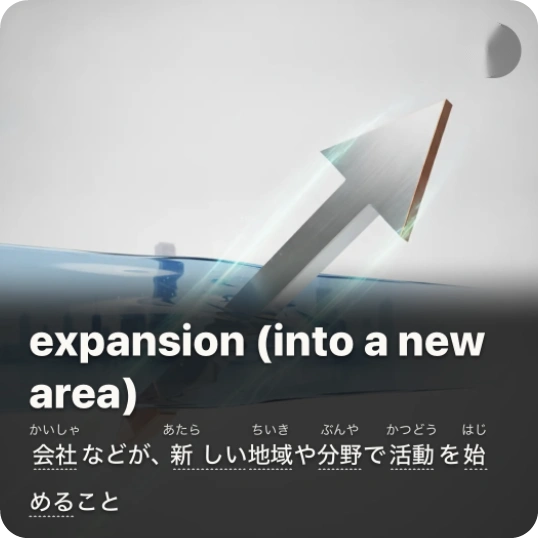 expansion (into a new
area)
かいしゃ あたら ちいき ぶんや かつどう はじ
会社などが、新しい地域や分野で活動を始
めること